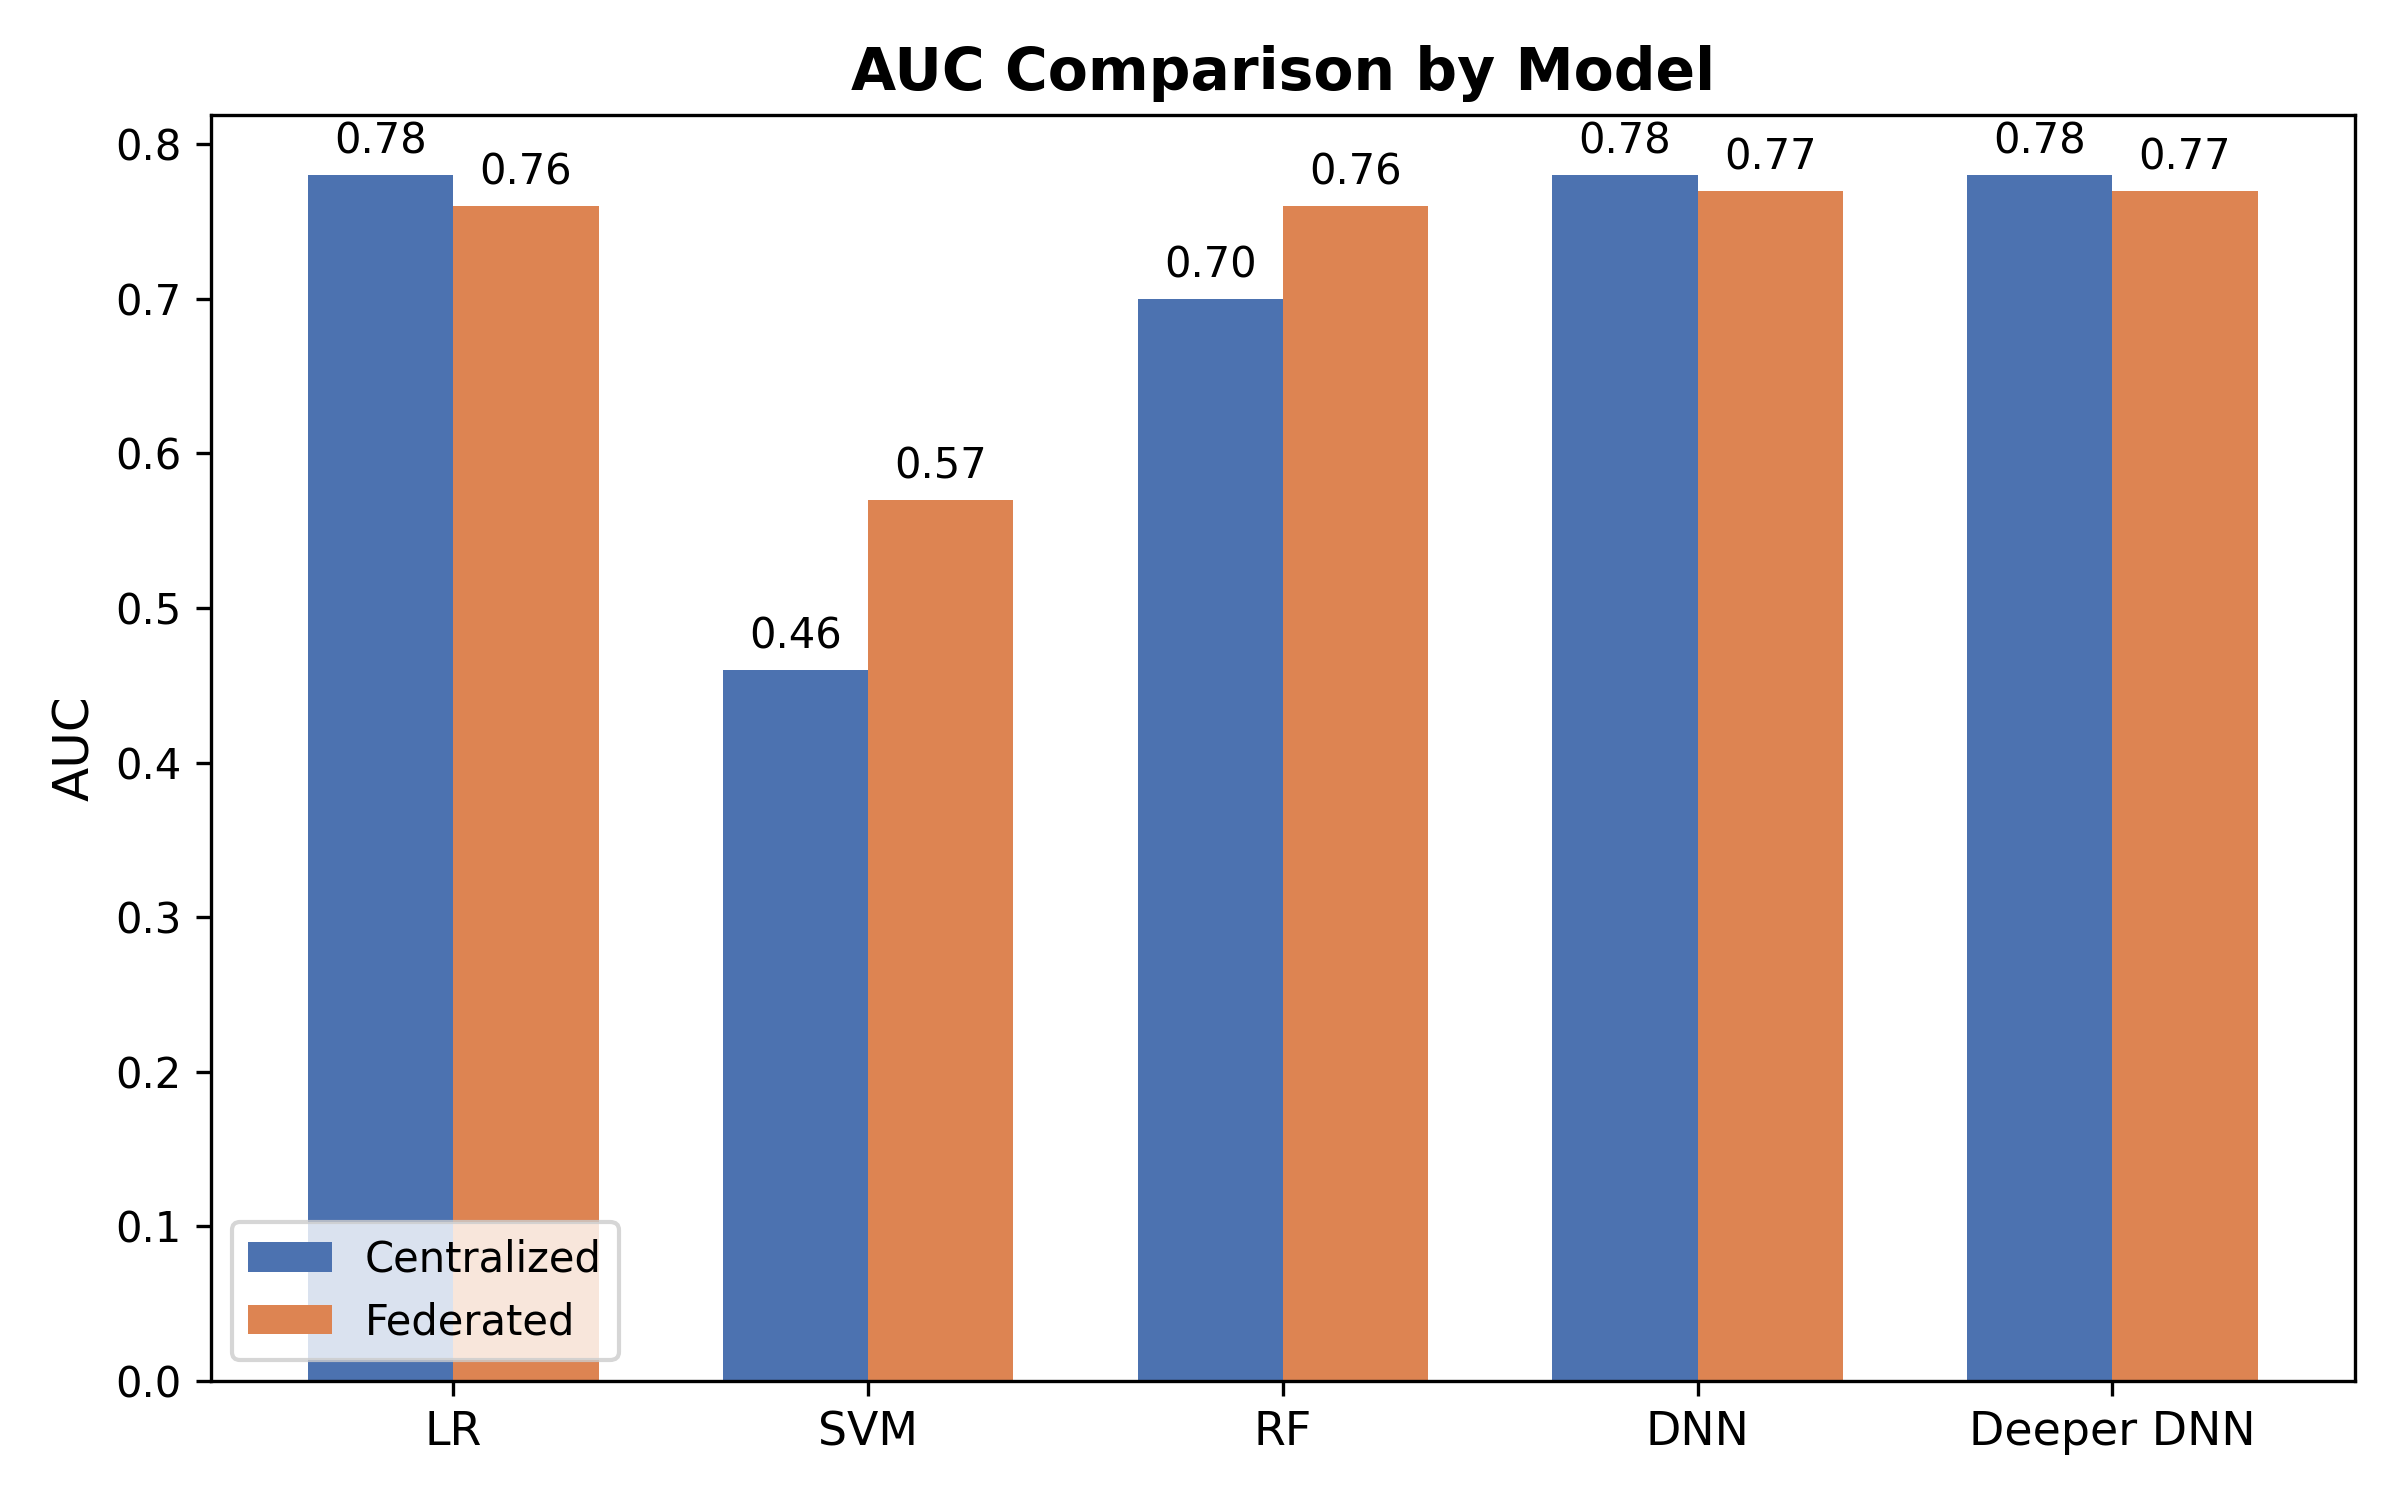 AUC Comparison by Model
AUC
0.8
0.7
0.6
0.5
0.4
0.3
0.2
0.1
0.0
0.78
0.76
0.46
0.57
0.70
0.76
0.78
0.77
0.78
0.77
Centralized
Federated
LR
SVM
RF
DNN
Deeper DNN